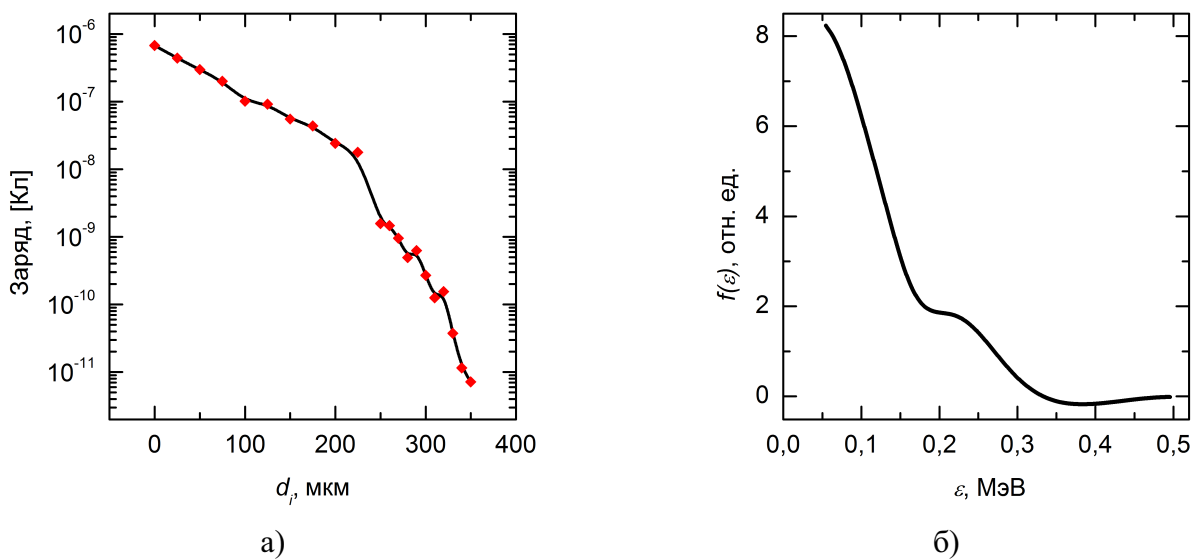 10⁻⁶
10⁻⁷
10⁻⁸
10⁻⁹
10⁻¹⁰
10⁻¹¹
Заряд, [Кл]
0 100 200 300 400
dᵢ, мкм
а)
8
6
4
2
0
f(ε), отн. ед.
0,0 0,1 0,2 0,3 0,4 0,5
ε, МэВ
б)